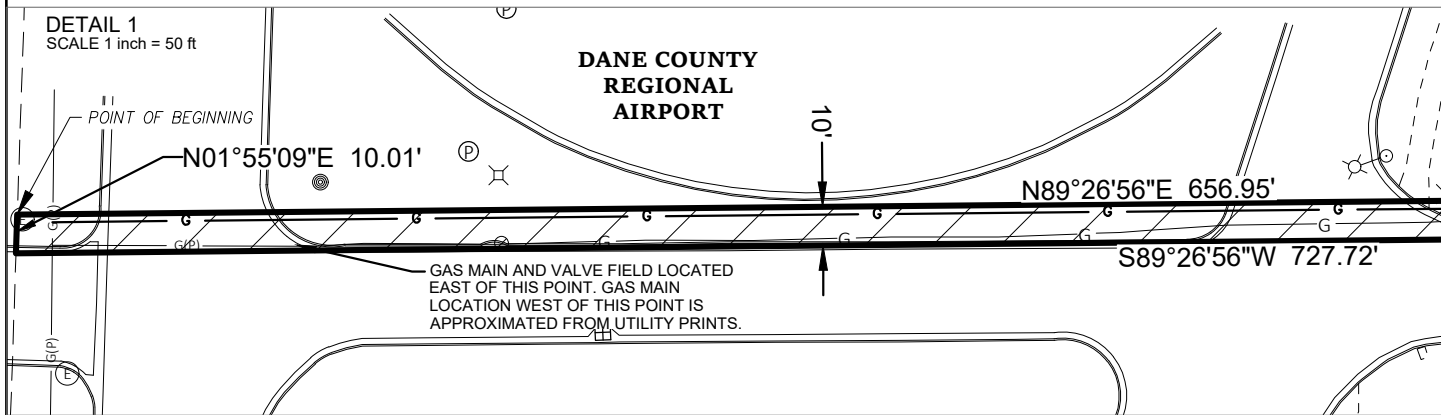 DETAIL 1
SCALE 1 inch = 50 ft
P
DANE COUNTY
REGIONAL
AIRPORT
10'
POINT OF BEGINNING
N01°55'09"E 10.01'
P
N89°26'56"E 656.95'
G G G G G
G(P) G G G G
S89°26'56"W 727.72'
GAS MAIN AND VALVE FIELD LOCATED
EAST OF THIS POINT. GAS MAIN
LOCATION WEST OF THIS POINT IS
APPROXIMATED FROM UTILITY PRINTS.
G(P)
E